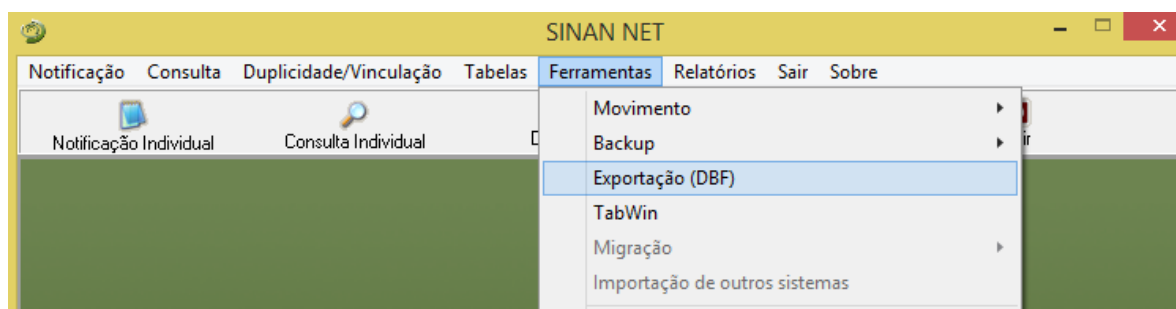 SINAN NET
Notificação Consulta Duplicidade/Vinculação Tabelas Ferramentas Relatórios Sair Sobre
Notificação Individual Consulta Individual
Movimento
Backup
Exportação (DBF)
TabWin
Migração
Importação de outros sistemas